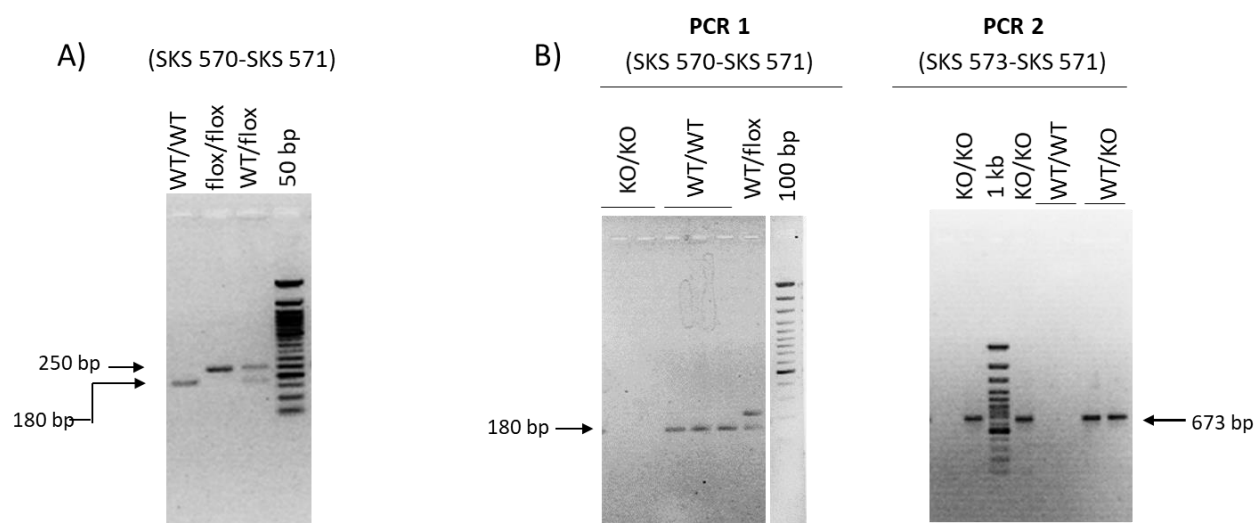 A)
(SKS 570-SKS 571)
WT/WT
flox/flox
WT/flox
50 bp
250 bp
180 bp
B)
PCR 1
(SKS 570-SKS 571)
KO/KO
WT/WT
WT/flox
100 bp
180 bp
PCR 2
(SKS 573-SKS 571)
KO/KO
1 kb
KO/KO
WT/WT
WT/KO
673 bp